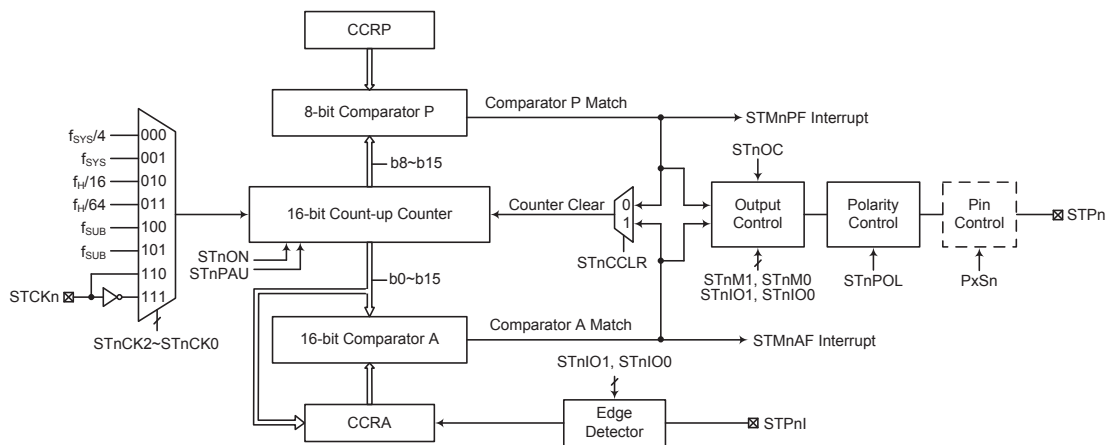 CCRP
8-bit Comparator P
Comparator P Match
STMnPF Interrupt
b8~b15
fSYS/4
000
fSYS
001
fH/16
010
fH/64
011
fSUB
100
fSUB
101
110
111
STCKn
STnCK2~STnCK0
16-bit Count-up Counter
STnON
STnPAU
Counter Clear
0
1
STnCCLR
STnOC
Output
Control
STnM1, STnM0
STnIO1, STnIO0
Polarity
Control
STnPOL
Pin
Control
PxSn
STPn
b0~b15
16-bit Comparator A
Comparator A Match
STMnAF Interrupt
STnIO1, STnIO0
CCRA
Edge
Detector
STPnI